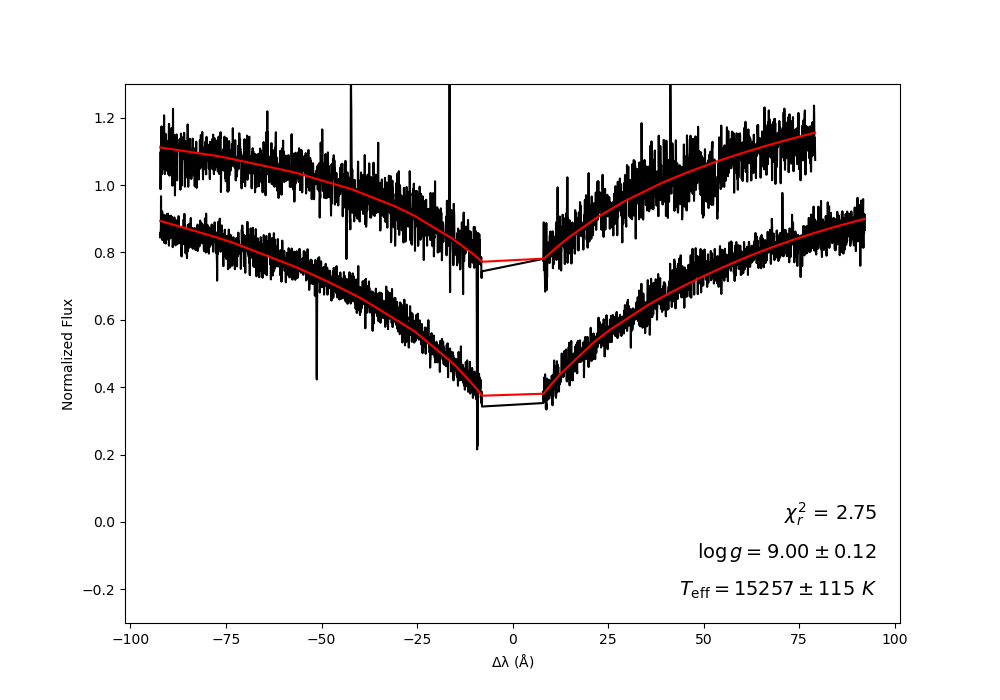 1.2
1.0
0.8
0.6
0.4
0.2
0.0
−0.2
Normalized Flux
χ²ᵣ = 2.75
log g = 9.00 ± 0.12
T_eff = 15257 ± 115 K
−100 −75 −50 −25 0 25 50 75 100
Δλ (Å)